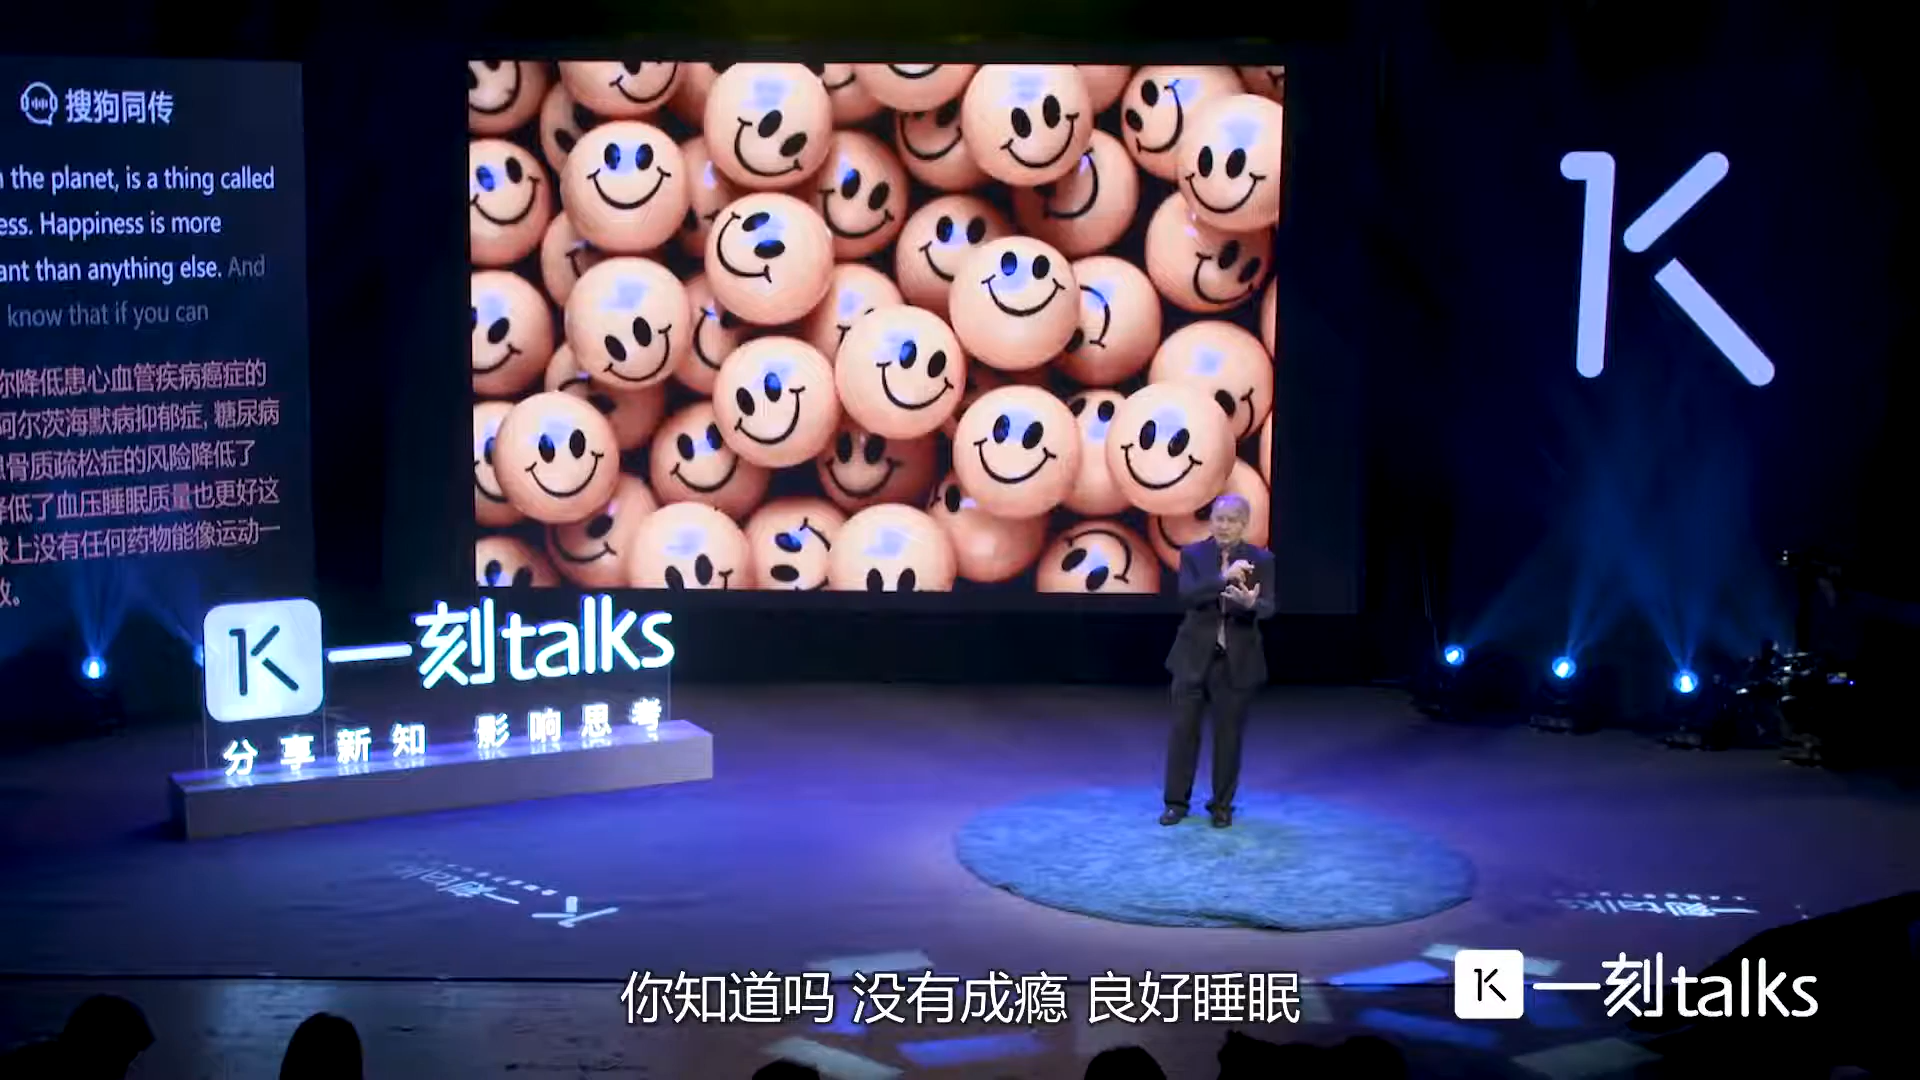 搜狗同传
the planet, is a thing called
ess. Happiness is more
ant than anything else. And
know that if you can
你降低患心血管疾病癌症的
阿尔茨海默病抑郁症, 糖尿病
骨质疏松症的风险降低了
降低了血压睡眠质量也更好这
球上没有任何药物能像运动一
效。
一刻talks
分享新知 影响思考
一刻talks
你知道吗 没有成瘾 良好睡眠